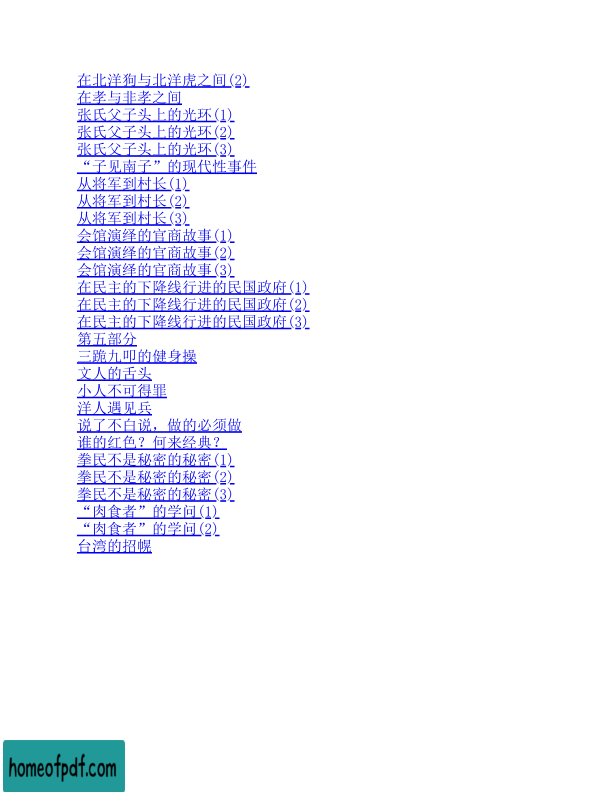 在北洋狗与北洋虎之间(2)
在孝与非孝之间
张氏父子头上的光环(1)
张氏父子头上的光环(2)
张氏父子头上的光环(3)
“子见南子”的现代性事件
从将军到村长(1)
从将军到村长(2)
从将军到村长(3)
会馆演绎的官商故事(1)
会馆演绎的官商故事(2)
会馆演绎的官商故事(3)
在民主的下降线行进的民国政府(1)
在民主的下降线行进的民国政府(2)
在民主的下降线行进的民国政府(3)
第五部分
三跪九叩的健身操
文人的舌头
小人不可得罪
洋人遇见兵
说了不白说，做的必须做
谁的红色？何来经典？
拳民不是秘密的秘密(1)
拳民不是秘密的秘密(2)
拳民不是秘密的秘密(3)
“肉食者”的学问(1)
“肉食者”的学问(2)
台湾的招幌
homeofpdf.com